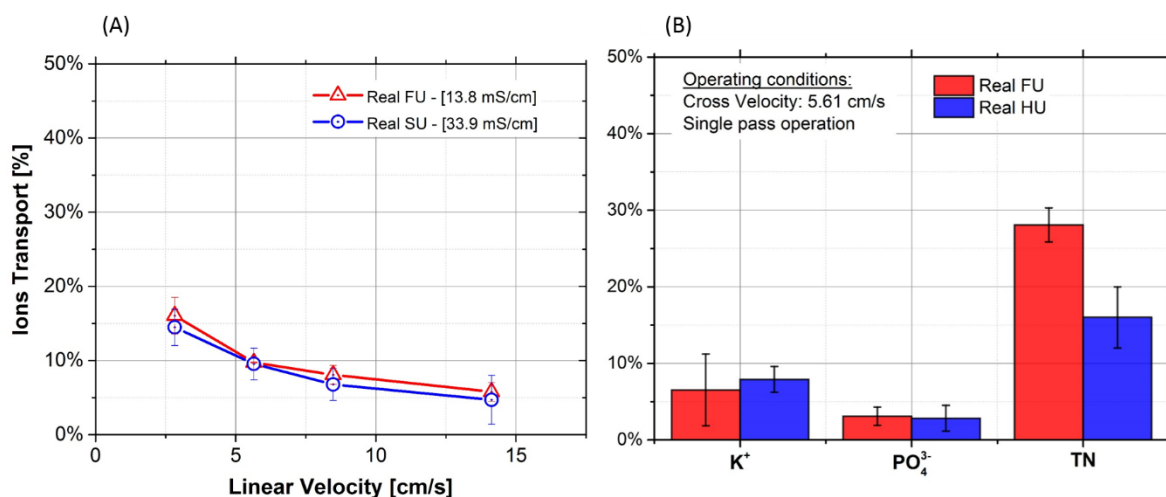 (A)
50%
40%
30%
20%
10%
0%
Ions Transport [%]
Real FU - [13.8 mS/cm]
Real SU - [33.9 mS/cm]
0
5
10
15
Linear Velocity [cm/s]
(B)
50%
40%
30%
20%
10%
0%
Operating conditions:
Cross Velocity: 5.61 cm/s
Single pass operation
Real FU
Real HU
K⁺
PO₄³⁻
TN